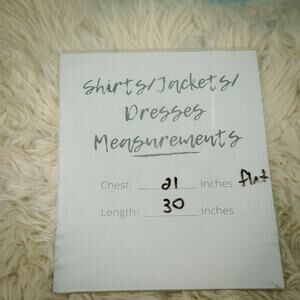 Shirts/Jackets/
Dresses
Measurements
Chest- 21 Inches flat
Length- 30 Inches